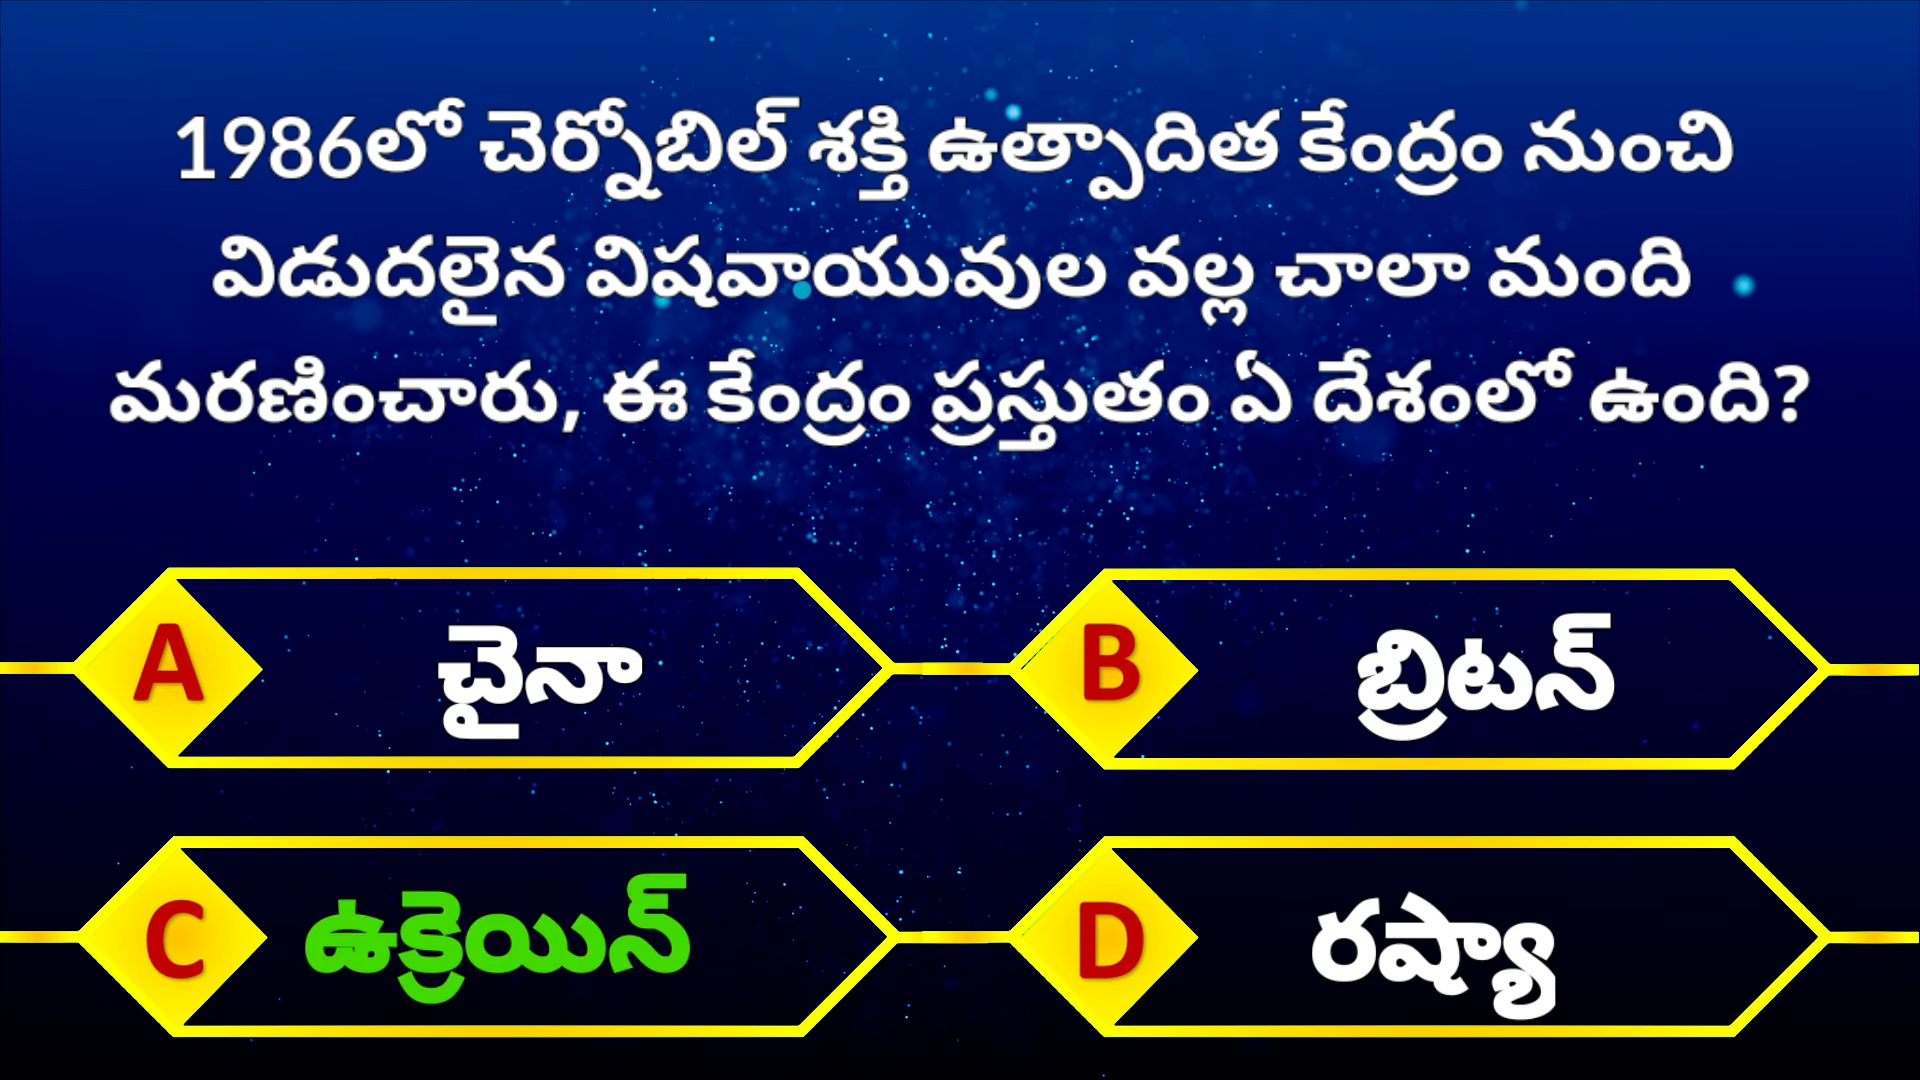 1986లో చెర్నోబిల్ శక్తి ఉత్పాదిత కేంద్రం నుంచి
విడుదలైన విషవాయువుల వల్ల చాలా మంది
మరణించారు, ఈ కేంద్రం ప్రస్తుతం ఏ దేశంలో ఉంది?
A చైనా
B బ్రిటన్
C ఉక్రెయిన్
D రష్యా